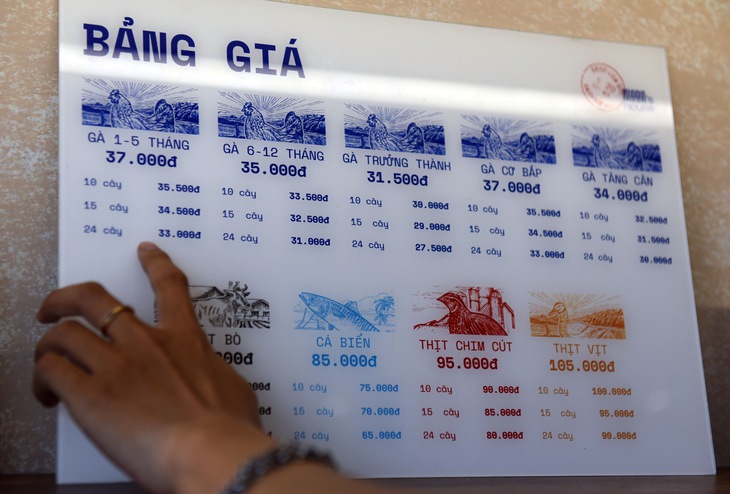 BẢNG GIÁ
house
GÀ 1-5 THÁNG
37.000đ
10 cây 35.500đ
15 cây 34.500đ
24 cây 33.000đ
GÀ 6-12 THÁNG
35.000đ
10 cây 33.500đ
15 cây 32.500đ
24 cây 31.000đ
GÀ TRƯỞNG THÀNH
31.500đ
10 cây 30.000đ
15 cây 29.000đ
24 cây 27.500đ
GÀ CƠ BẮP
37.000đ
10 cây 35.500đ
15 cây 34.500đ
24 cây 33.000đ
GÀ TĂNG CÂN
34.000đ
10 cây 32.500đ
15 cây 31.500đ
24 cây 30.000đ
BÒ
CÁ BIỂN
85.000đ
10 cây 75.000đ
15 cây 70.000đ
24 cây 65.000đ
THỊT CHIM CÚT
95.000đ
10 cây 90.000đ
15 cây 85.000đ
24 cây 80.000đ
THỊT VỊT
105.000đ
10 cây 100.000đ
15 cây 95.000đ
24 cây 90.000đ